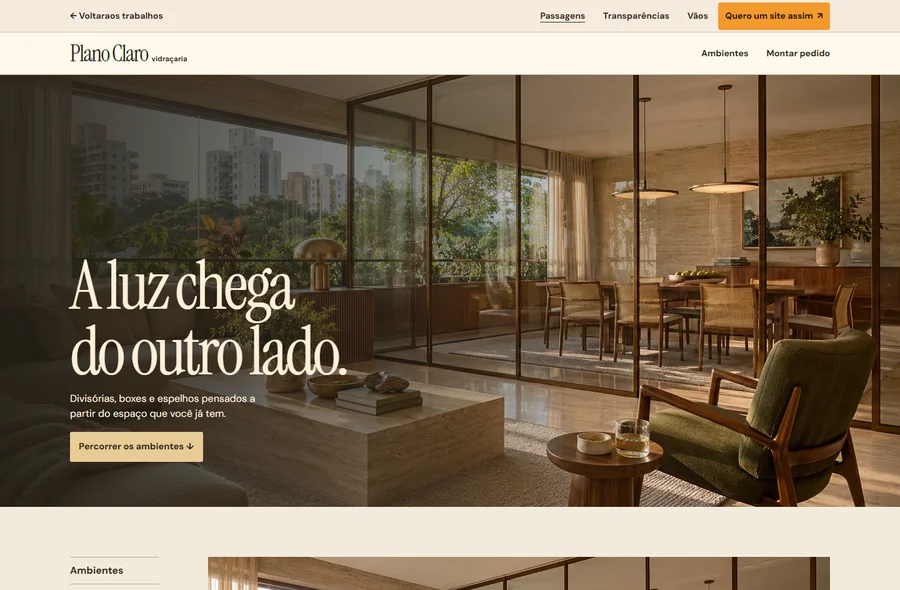 ← Voltaraos trabalhos
Passagens Transparências Vãos Quero um site assim ↗
Plano Claro vidraçaria
Ambientes Montar pedido
A luz chega
do outro lado.
Divisórias, boxes e espelhos pensados a
partir do espaço que você já tem.
Percorrer os ambientes ↓
Ambientes